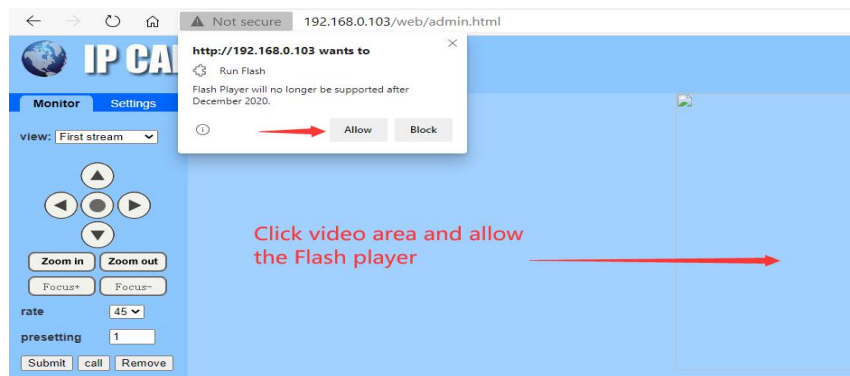 Not secure 192.168.0.103/web/admin.html
IP CA
http://192.168.0.103 wants to
Run Flash
Flash Player will no longer be supported after
December 2020.
Allow Block
Monitor Settings
view: First stream
Zoom in Zoom out
Focus+ Focus-
rate 45
presetting 1
Submit call Remove
Click video area and allow
the Flash player